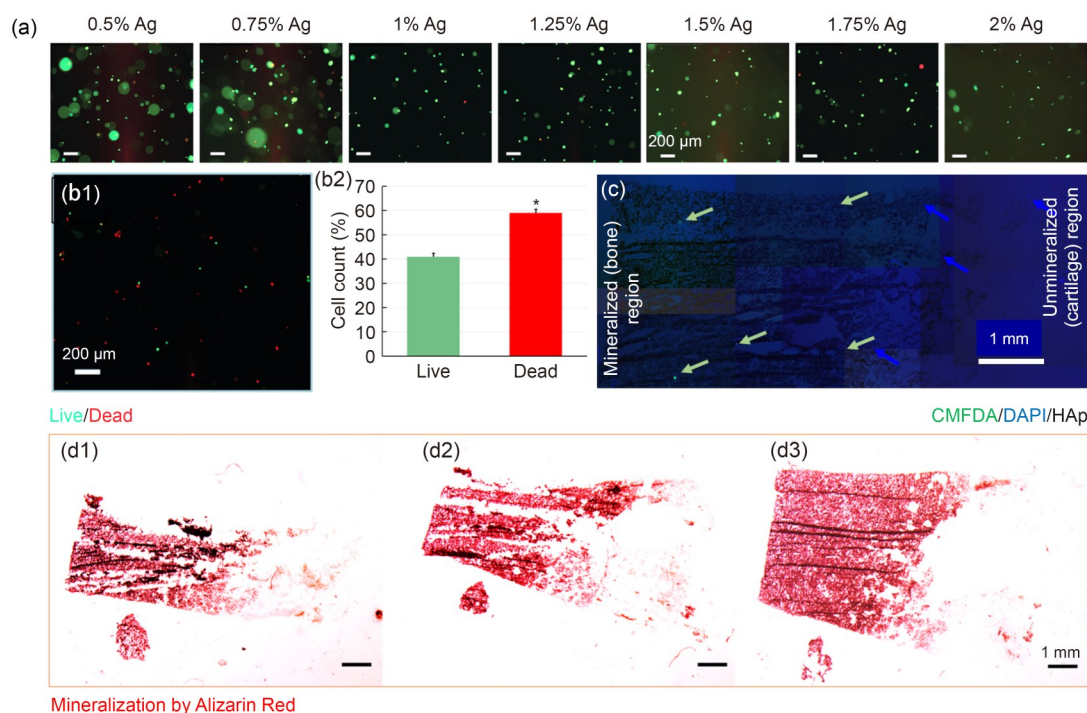 (a)
0.5% Ag 0.75% Ag 1% Ag 1.25% Ag 1.5% Ag 1.75% Ag 2% Ag
200 μm
(b1)
200 μm
Live/Dead
(b2)
70
60
50
40
30
20
10
0
Cell count (%)
*
Live Dead
(c)
Mineralized (bone)
region
Unmineralized
(cartilage) region
1 mm
CMFDA/DAPI/HAp
(d1)
(d2)
(d3)
1 mm
Mineralization by Alizarin Red